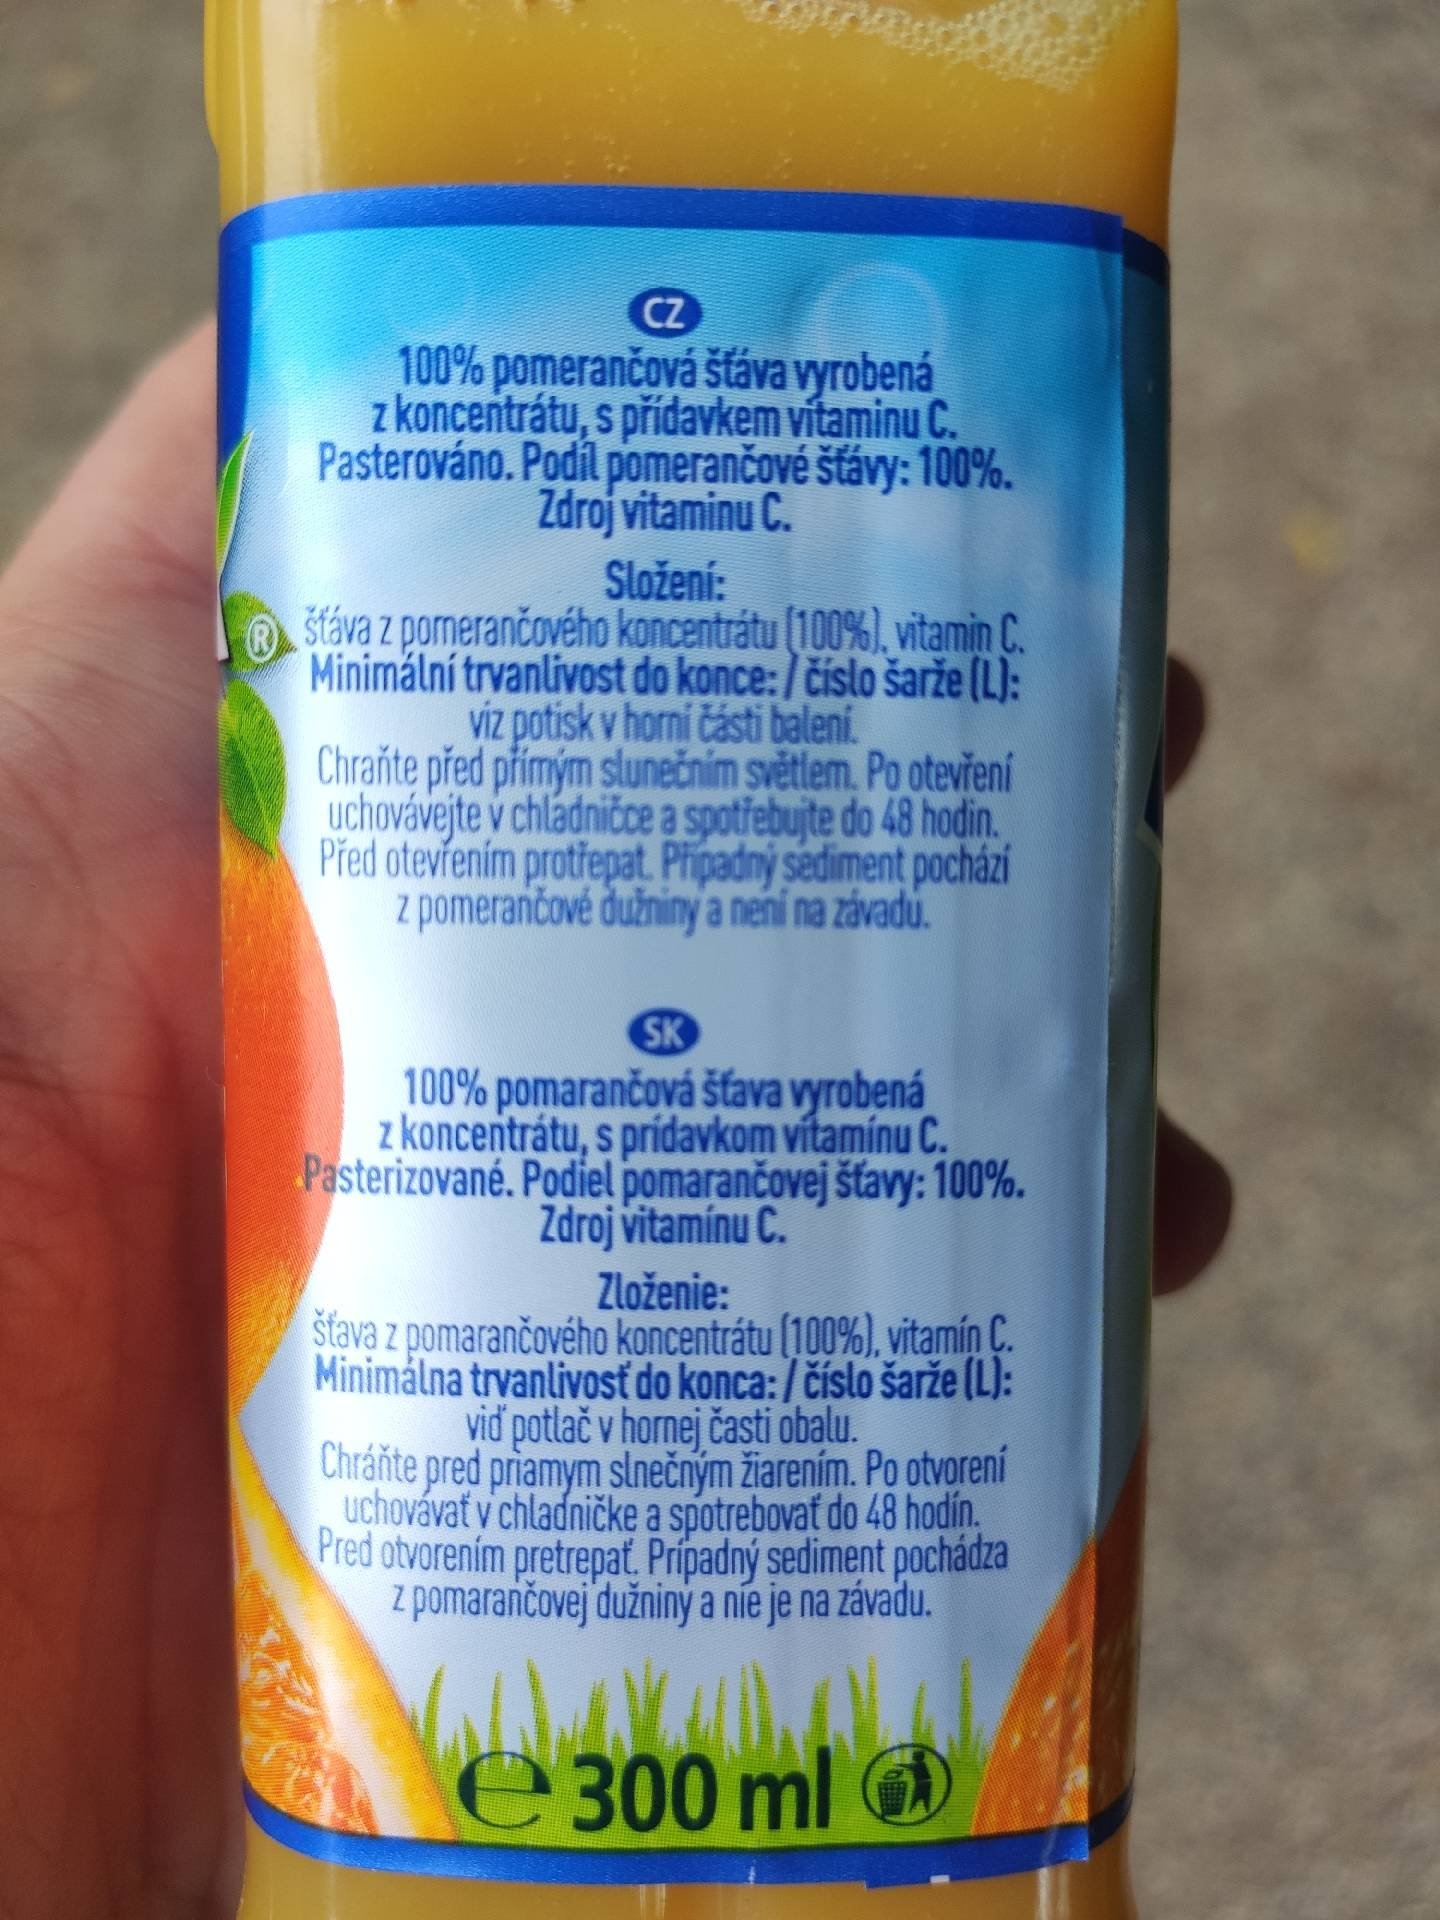 CZ
100% pomerančová šťáva vyrobená
z koncentrátu, s přídavkem vitaminu C.
Pasterováno. Podíl pomerančové šťávy: 100%.
Zdroj vitaminu C.
Složení:
® šťáva z pomerančového koncentrátu (100%), vitamin C.
Minimální trvanlivost do konce: / číslo šarže (L):
viz potisk v horní části balení.
Chraňte před přímým slunečním světlem. Po otevření
uchovávejte v chladničce a spotřebujte do 48 hodin.
Před otevřením protřepat. Případný sediment pochází
z pomerančové dužniny a není na závadu.
SK
100% pomarančová šťava vyrobená
z koncentrátu, s prídavkom vitamínu C.
Pasterizované. Podiel pomarančovej šťavy: 100%.
Zdroj vitamínu C.
Zloženie:
šťava z pomarančového koncentrátu (100%), vitamín C.
Minimálna trvanlivosť do konca: / číslo šarže (L):
viď potlač v hornej časti obalu.
Chráňte pred priamym slnečným žiarením. Po otvorení
uchovávať v chladničke a spotrebovať do 48 hodín.
Pred otvorením pretrepať. Prípadný sediment pochádza
z pomarančovej dužniny a nie je na závadu.
℮ 300 ml